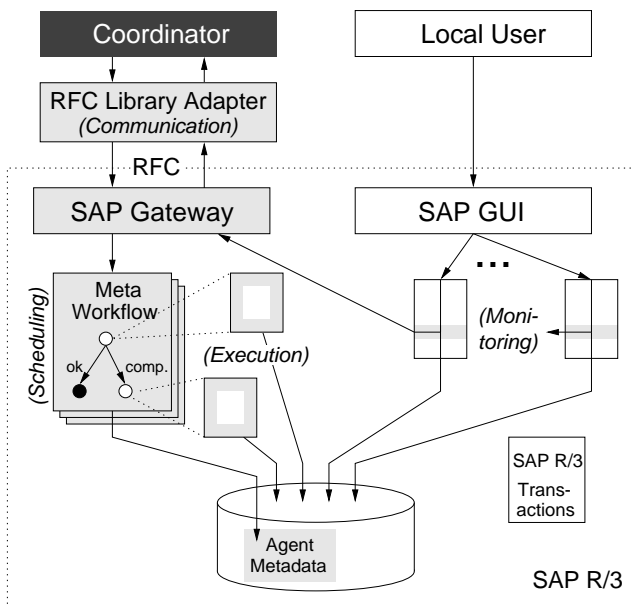 Coordinator
Local User
RFC Library Adapter
(Communication)
RFC
SAP Gateway
SAP GUI
...
(Scheduling)
Meta
Workflow
ok
comp.
(Execution)
(Moni-
toring)
SAP R/3
Trans-
actions
Agent
Metadata
SAP R/3